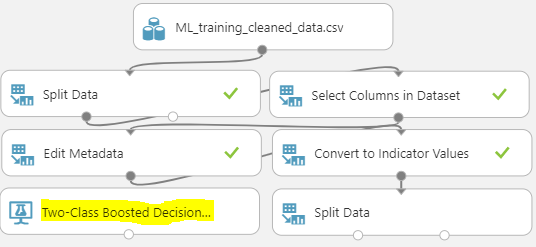 ML_training_cleaned_data.csv
Split Data
Select Columns in Dataset
Edit Metadata
Convert to Indicator Values
Two-Class Boosted Decision...
Split Data